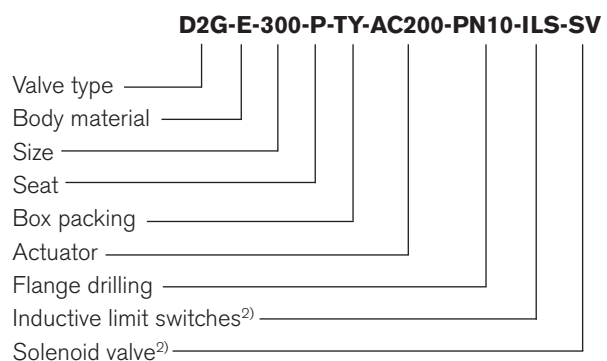 D2G-E-300-P-TY-AC200-PN10-ILS-SV
Valve type
Body material
Size
Seat
Box packing
Actuator
Flange drilling
Inductive limit switches2)
Solenoid valve2)